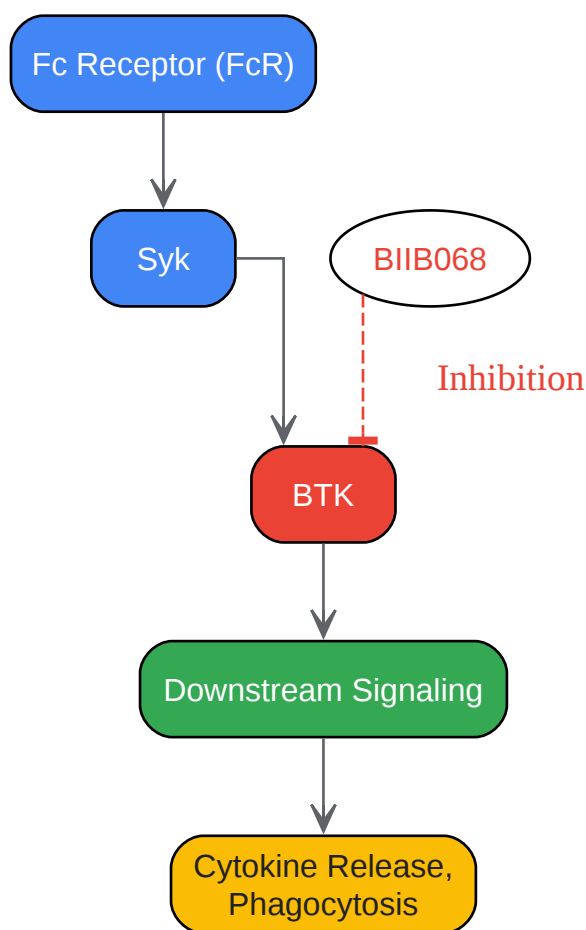 Fc Receptor (FcR)
Syk
BIIB068
Inhibition
BTK
Downstream Signaling
Cytokine Release,
Phagocytosis